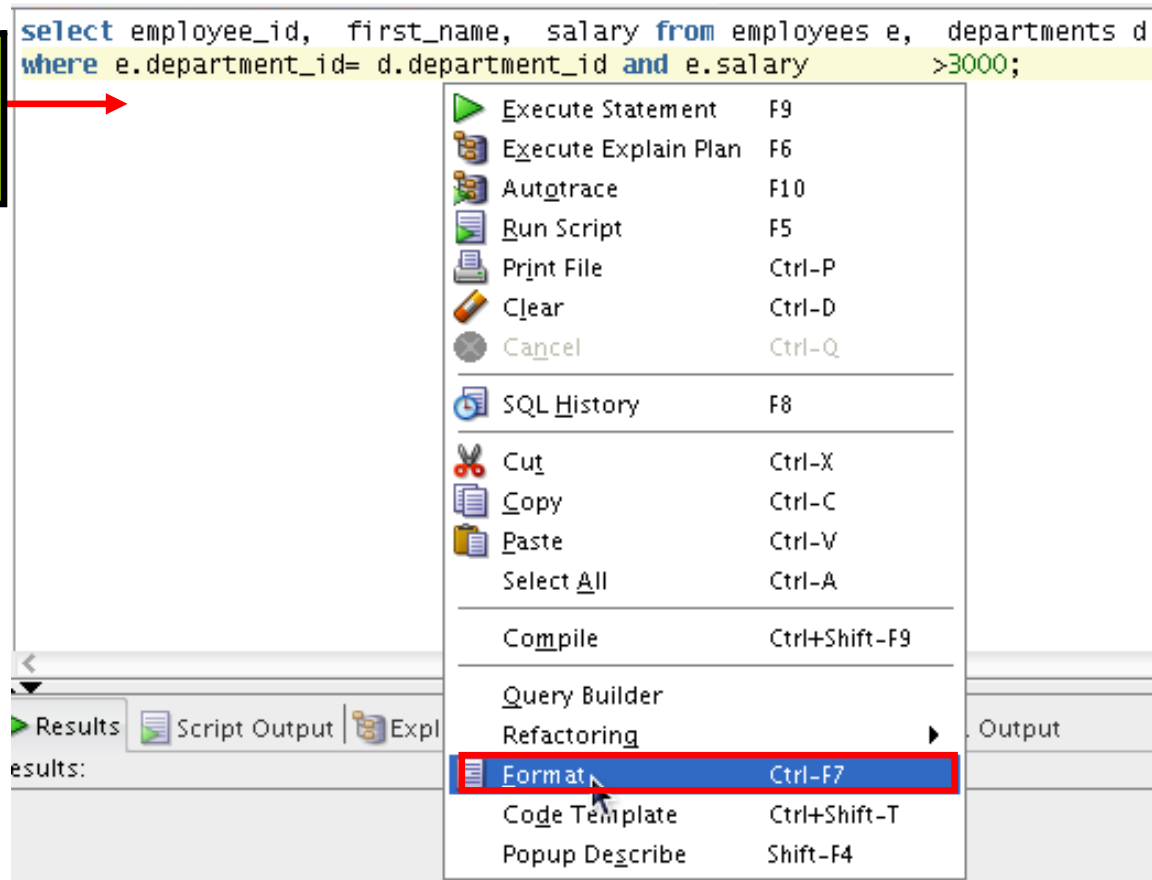 select employee_id,  first_name,  salary from employees e,  departments d
where e.department_id= d.department_id and e.salary        >3000;
Execute Statement F9
Execute Explain Plan F6
Autotrace F10
Run Script F5
Print File Ctrl-P
Clear Ctrl-D
Cancel Ctrl-Q
SQL History F8
Cut Ctrl-X
Copy Ctrl-C
Paste Ctrl-V
Select All Ctrl-A
Compile Ctrl+Shift-F9
Query Builder
Results Script Output Expl . Output
Refactoring
esults:
Format Ctrl-F7
Code Template Ctrl+Shift-T
Popup Describe Shift-F4